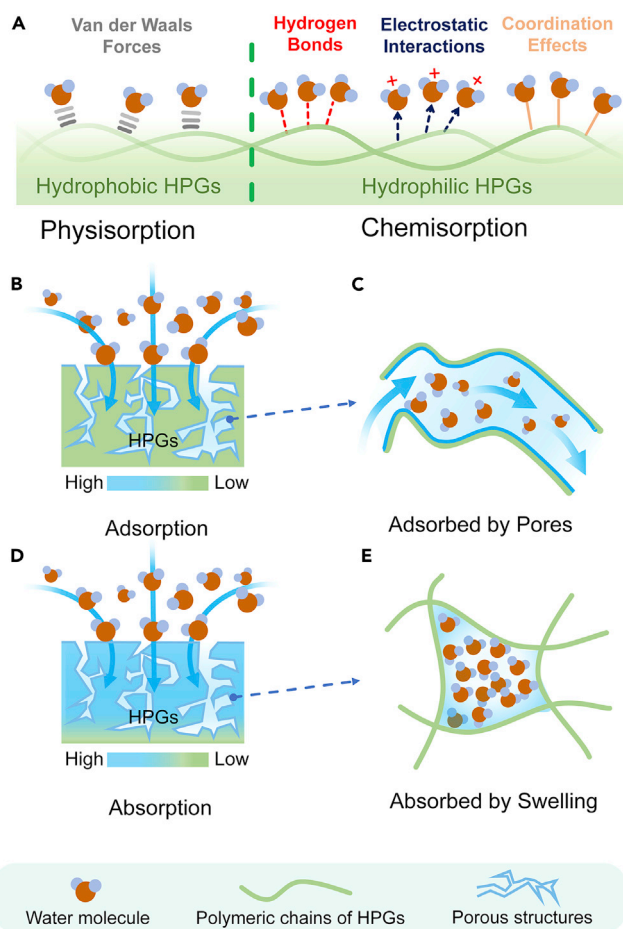 A
Van der Waals
Forces
Hydrogen
Bonds
Electrostatic
Interactions
Coordination
Effects
+
+
+
Hydrophobic HPGs
Hydrophilic HPGs
Physisorption
Chemisorption
B
HPGs
High
Low
Adsorption
C
Adsorbed by Pores
D
HPGs
High
Low
Absorption
E
Absorbed by Swelling
Water molecule
Polymeric chains of HPGs
Porous structures